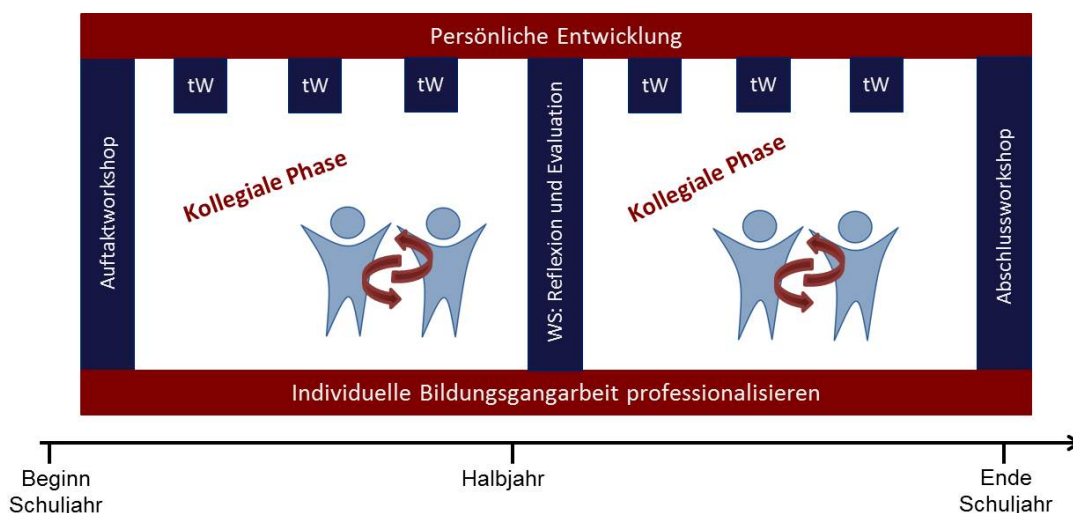 Persönliche Entwicklung
tW
tW
tW
tW
tW
tW
Auftaktworkshop
Kollegiale Phase
WS: Reflexion und Evaluation
Kollegiale Phase
Abschlussworkshop
Individuelle Bildungsgangarbeit professionalisieren
Beginn
Schuljahr
Halbjahr
Ende
Schuljahr